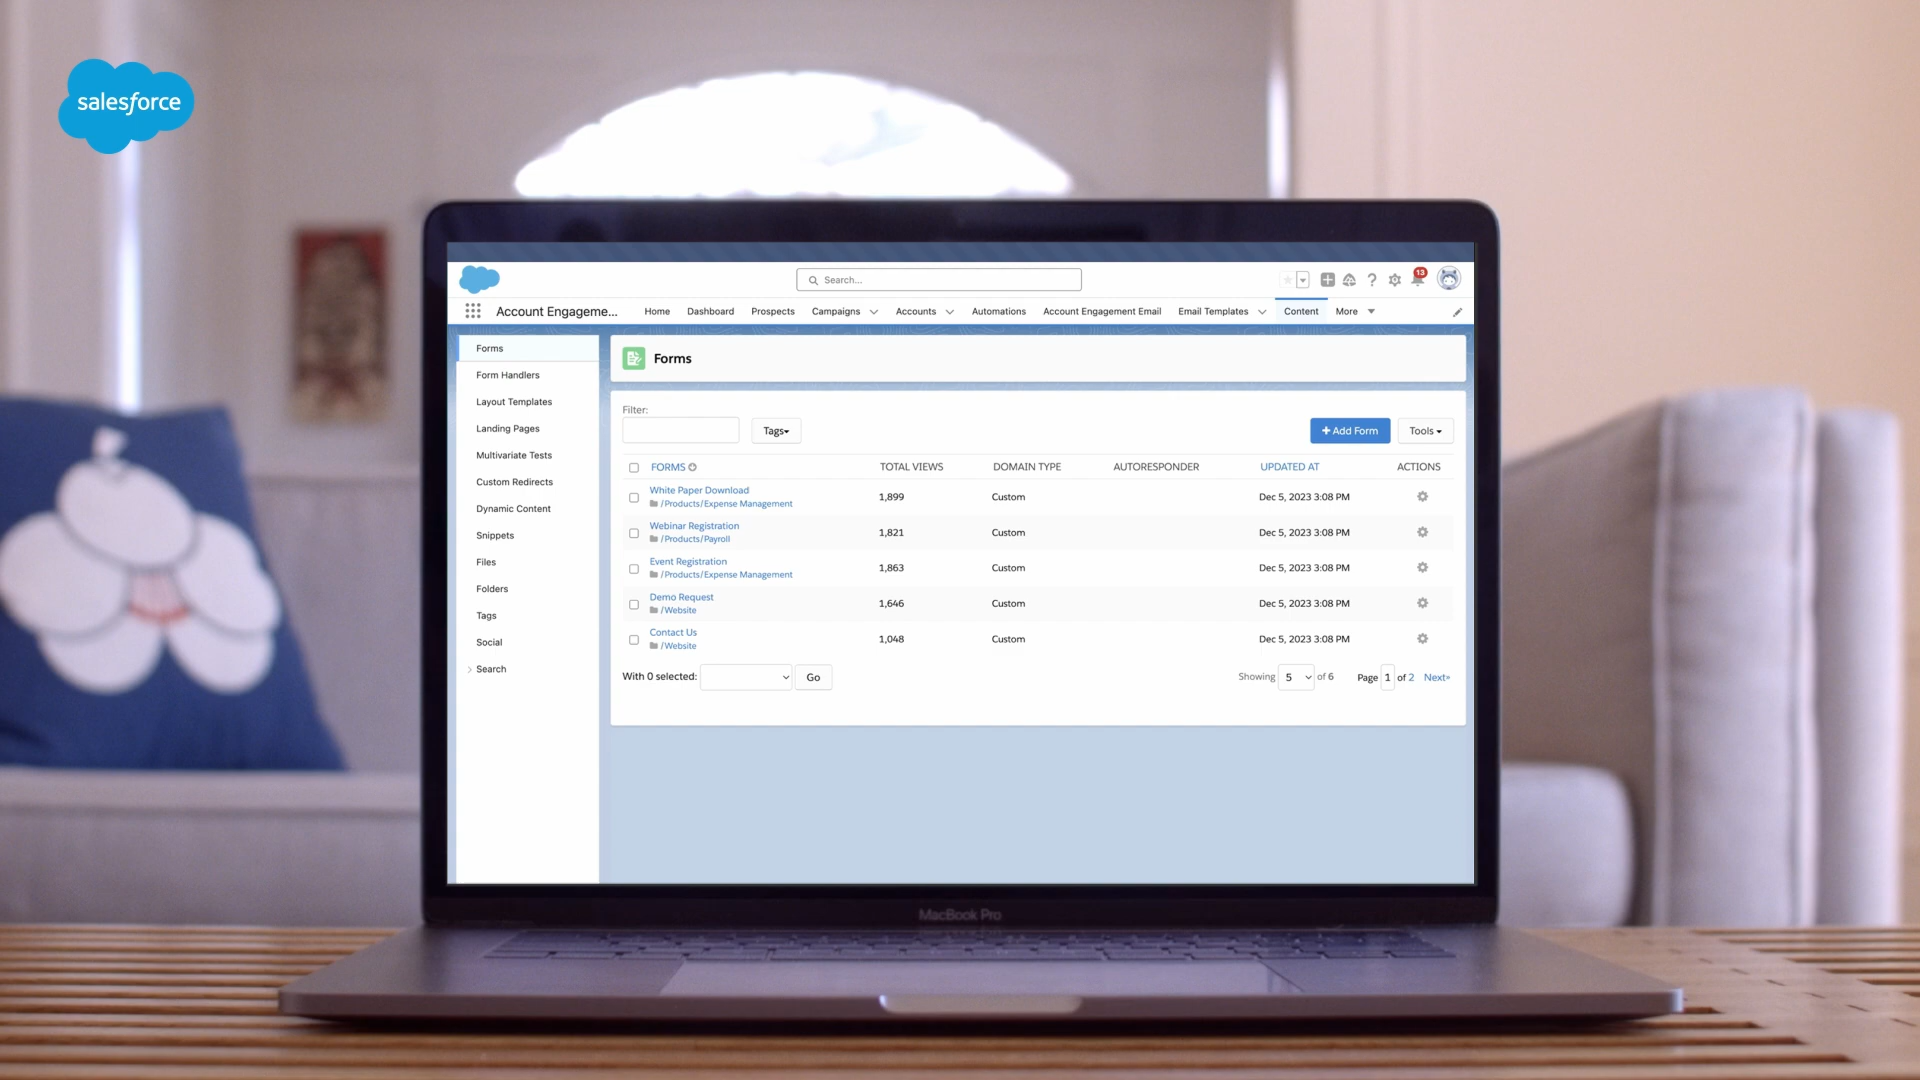 salesforce
Search...
13
Account Engageme... Home Dashboard Prospects Campaigns Accounts Automations Account Engagement Email Email Templates Content More
Forms
Form Handlers
Layout Templates
Landing Pages
Multivariate Tests
Custom Redirects
Dynamic Content
Snippets
Files
Folders
Tags
Social
Search
Forms
Filter:
Tags
+ Add Form
Tools
FORMS TOTAL VIEWS DOMAIN TYPE AUTORESPONDER UPDATED AT ACTIONS
White Paper Download
/Products/Expense Management
1,899 Custom Dec 5, 2023 3:08 PM
Webinar Registration
/Products/Payroll
1,821 Custom Dec 5, 2023 3:08 PM
Event Registration
/Products/Expense Management
1,863 Custom Dec 5, 2023 3:08 PM
Demo Request
/Website
1,646 Custom Dec 5, 2023 3:08 PM
Contact Us
/Website
1,048 Custom Dec 5, 2023 3:08 PM
With 0 selected: Go Showing 5 of 6 Page 1 of 2 Next»
MacBook Pro